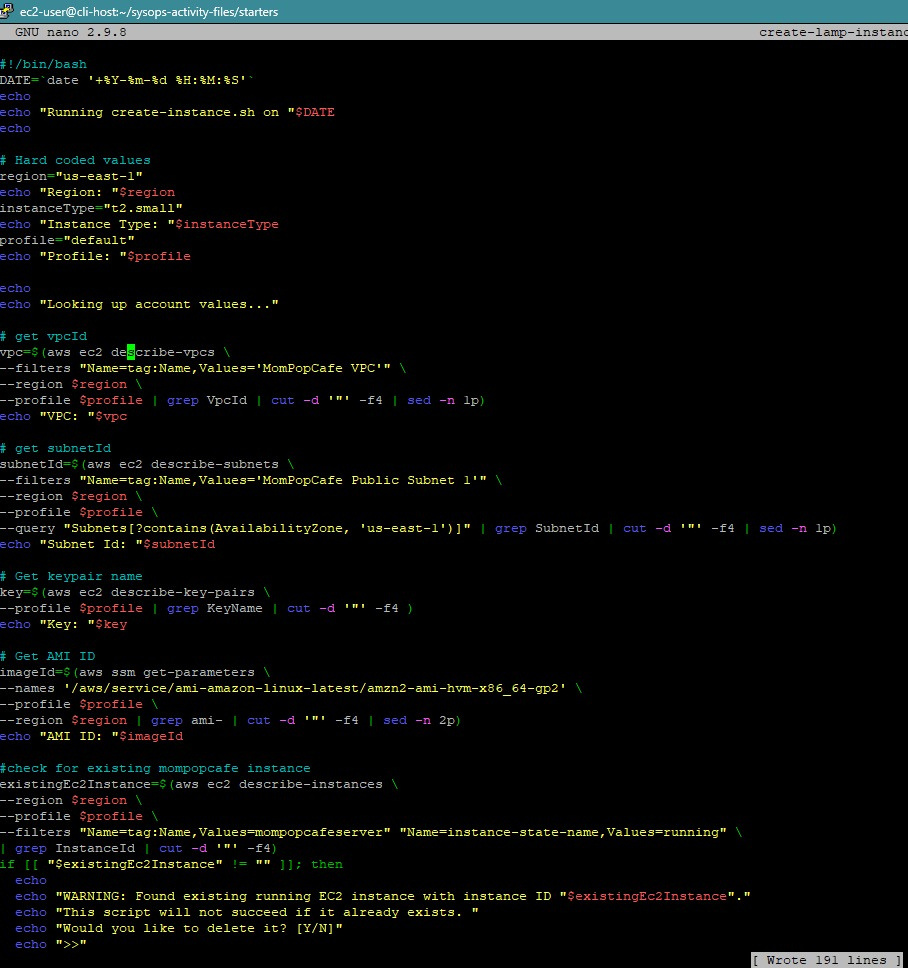 ec2-user@cli-host:~/sysops-activity-files/starters
GNU nano 2.9.8 create-lamp-instanc
#!/bin/bash
DATE=`date '+%Y-%m-%d %H:%M:%S'`
echo
echo "Running create-instance.sh on "$DATE
echo
# Hard coded values
region="us-east-1"
echo "Region: "$region
instanceType="t2.small"
echo "Instance Type: "$instanceType
profile="default"
echo "Profile: "$profile
echo
echo "Looking up account values..."
# get vpcId
vpc=$(aws ec2 describe-vpcs \
--filters "Name=tag:Name,Values='MomPopCafe VPC'" \
--region $region \
--profile $profile | grep VpcId | cut -d '"' -f4 | sed -n 1p)
echo "VPC: "$vpc
# get subnetId
subnetId=$(aws ec2 describe-subnets \
--filters "Name=tag:Name,Values='MomPopCafe Public Subnet 1'" \
--region $region \
--profile $profile \
--query "Subnets[?contains(AvailabilityZone, 'us-east-1')]" | grep SubnetId | cut -d '"' -f4 | sed -n 1p)
echo "Subnet Id: "$subnetId
# Get keypair name
key=$(aws ec2 describe-key-pairs \
--profile $profile | grep KeyName | cut -d '"' -f4 )
echo "Key: "$key
# Get AMI ID
imageId=$(aws ssm get-parameters \
--names '/aws/service/ami-amazon-linux-latest/amzn2-ami-hvm-x86_64-gp2' \
--profile $profile \
--region $region | grep ami- | cut -d '"' -f4 | sed -n 2p)
echo "AMI ID: "$imageId
#check for existing mompopcafe instance
existingEc2Instance=$(aws ec2 describe-instances \
--region $region \
--profile $profile \
--filters "Name=tag:Name,Values=mompopcafeserver" "Name=instance-state-name,Values=running" \
| grep InstanceId | cut -d '"' -f4)
if [[ "$existingEc2Instance" != "" ]]; then
echo
echo "WARNING: Found existing running EC2 instance with instance ID "$existingEc2Instance"."
echo "This script will not succeed if it already exists. "
echo "Would you like to delete it? [Y/N]"
echo ">>"
[ Wrote 191 lines ]